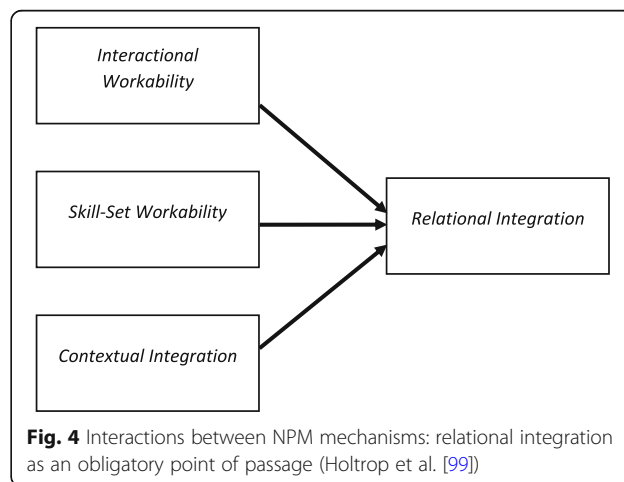 Interactional
Workability
Skill-Set Workability
Relational Integration
Contextual Integration
Fig. 4 Interactions between NPM mechanisms: relational integration
as an obligatory point of passage (Holtrop et al. [99])